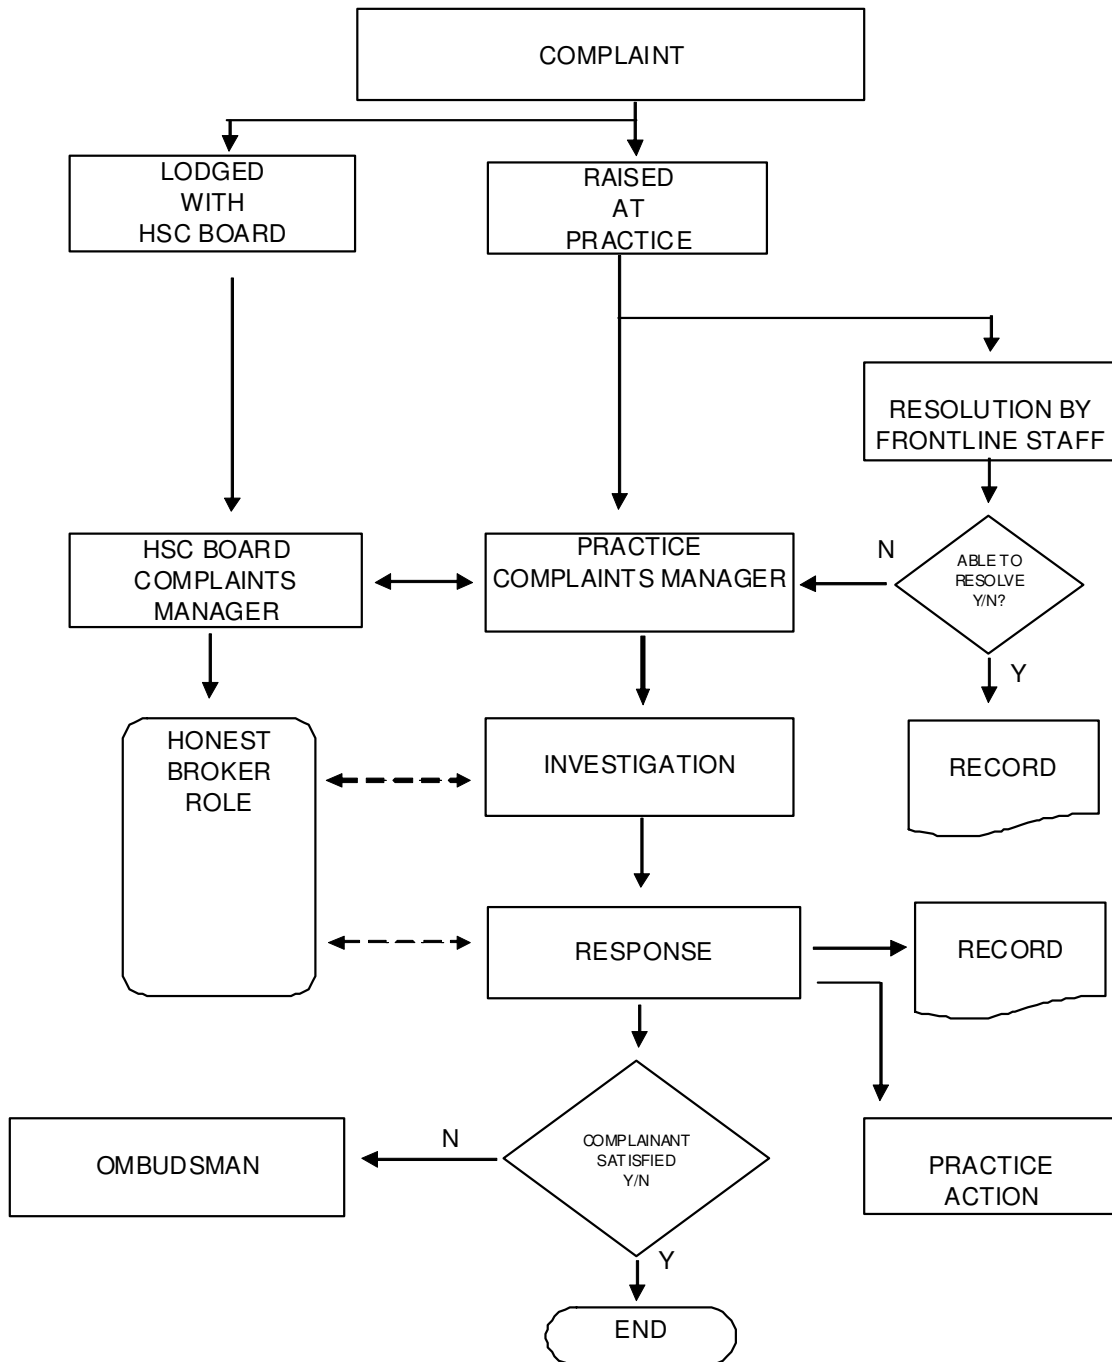 COMPLAINT
LODGED
WITH
HSC BOARD
RAISED
AT
PRACTICE
RESOLUTION BY
FRONTLINE STAFF
HSC BOARD
COMPLAINTS
MANAGER
PRACTICE
COMPLAINTS MANAGER
N
ABLE TO
RESOLVE
Y/N?
Y
HONEST
BROKER
ROLE
INVESTIGATION
RECORD
RESPONSE
RECORD
OMBUDSMAN
N
COMPLAINANT
SATISFIED
Y/N
PRACTICE
ACTION
Y
END